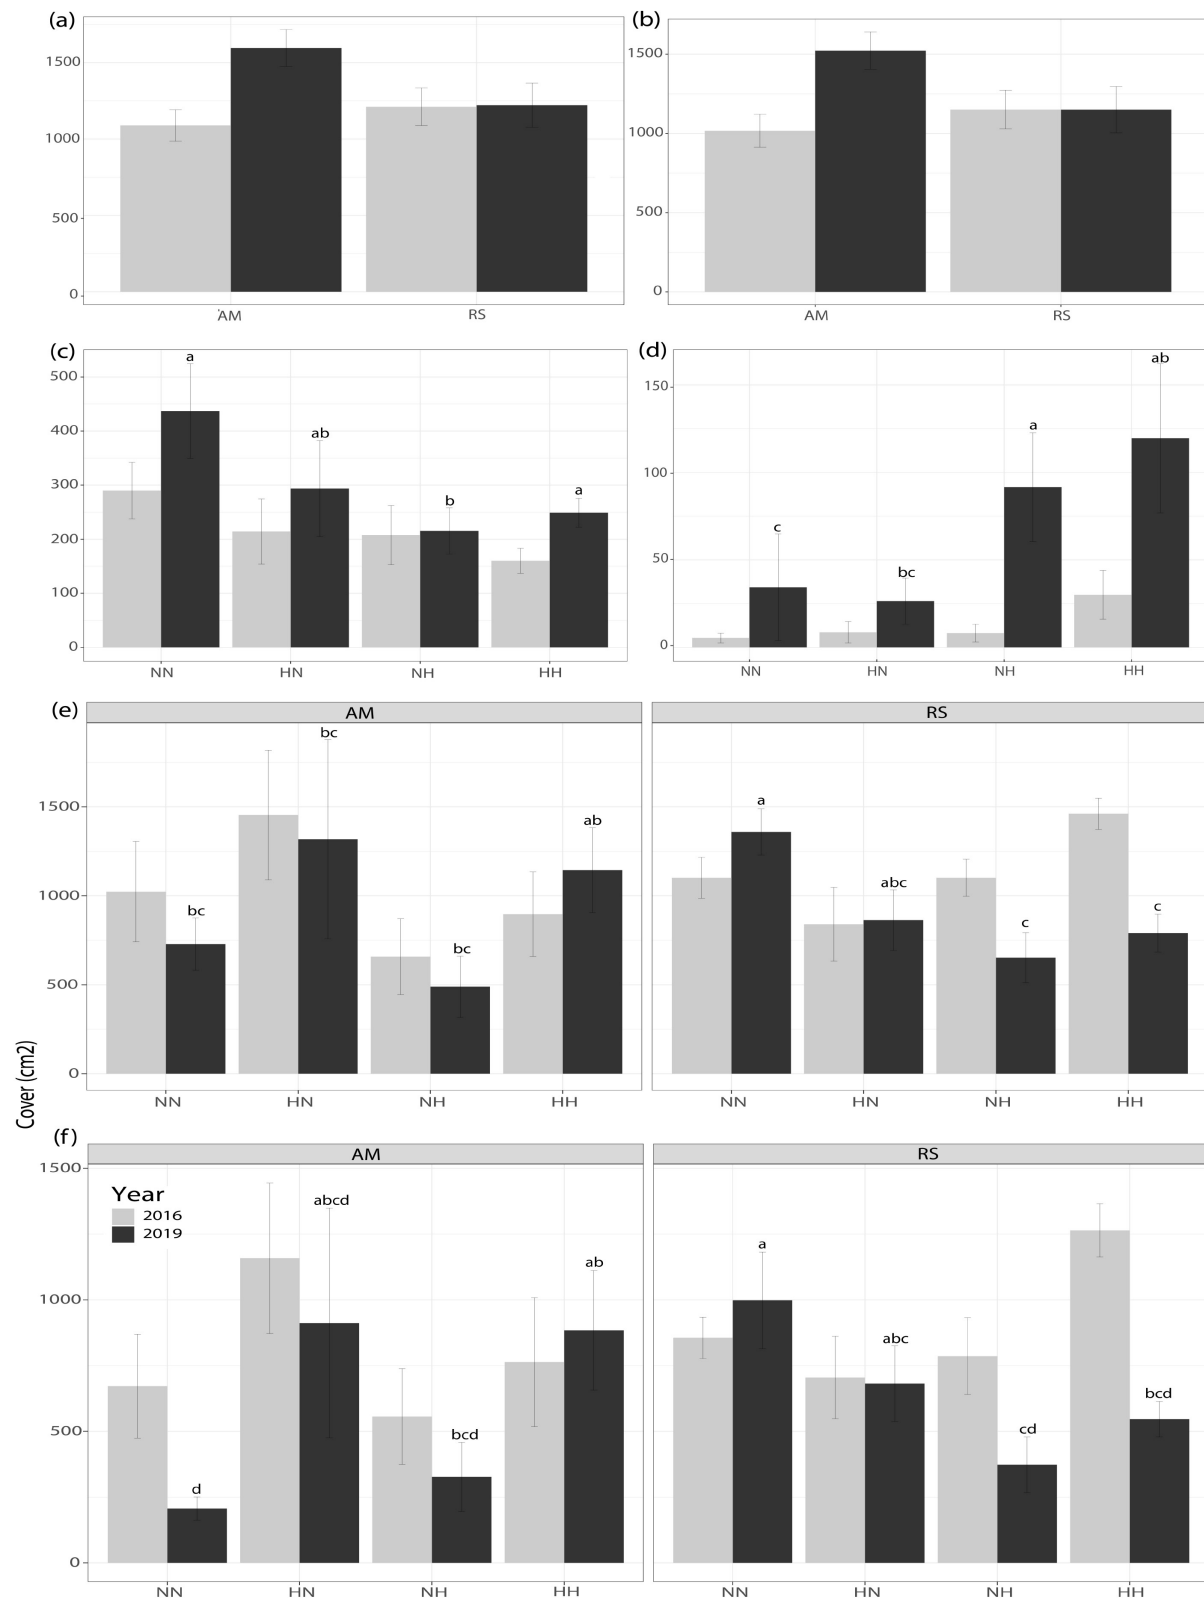 (a)
1500
1000
500
0
AM
RS
(b)
1500
1000
500
0
AM
RS
(c)
500
400
300
200
100
0
a
ab
b
a
NN
HN
NH
HH
(d)
150
100
50
0
c
bc
a
ab
NN
HN
NH
HH
Cover (cm2)
(e)
AM
1500
1000
500
0
bc
bc
bc
ab
NN
HN
NH
HH
RS
a
abc
c
c
NN
HN
NH
HH
(f)
AM
1500
1000
500
0
Year
2016
2019
d
abcd
bcd
ab
NN
HN
NH
HH
RS
a
abc
cd
bcd
NN
HN
NH
HH